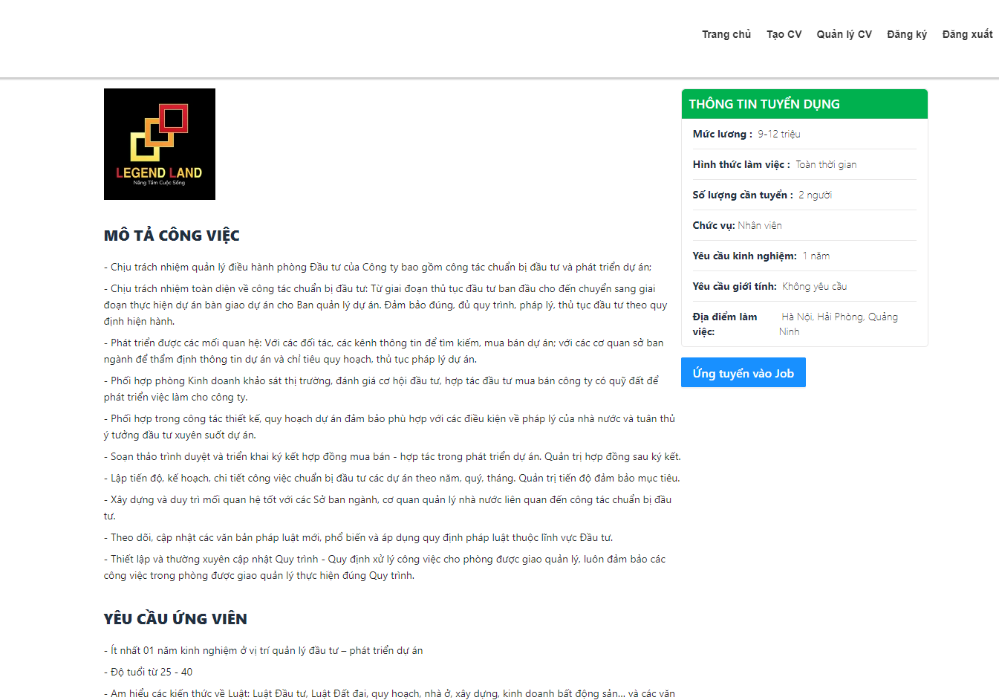 Trang chủ Tạo CV Quản lý CV Đăng ký Đăng xuất
LEGEND LAND
Nâng Tầm Cuộc Sống
MÔ TẢ CÔNG VIỆC
- Chịu trách nhiệm quản lý điều hành phòng Đầu tư của Công ty bao gồm công tác chuẩn bị đầu tư và phát triển dự án;
- Chịu trách nhiệm toàn diện về công tác chuẩn bị đầu tư: Từ giai đoạn thủ tục đầu tư ban đầu cho đến chuyển sang giai
đoạn thực hiện dự án bàn giao dự án cho Ban quản lý dự án. Đảm bảo đúng, đủ quy trình, pháp lý, thủ tục đầu tư theo quy
định hiện hành.
- Phát triển được các mối quan hệ: Với các đối tác, các kênh thông tin để tìm kiếm, mua bán dự án; với các cơ quan sở ban
ngành để thẩm định thông tin dự án và chỉ tiêu quy hoạch, thủ tục pháp lý dự án.
- Phối hợp phòng Kinh doanh khảo sát thị trường, đánh giá cơ hội đầu tư, hợp tác đầu tư mua bán công ty có quỹ đất để
phát triển việc làm cho công ty.
- Phối hợp trong công tác thiết kế, quy hoạch dự án đảm bảo phù hợp với các điều kiện về pháp lý của nhà nước và tuân thủ
ý tưởng đầu tư xuyên suốt dự án.
- Soạn thảo trình duyệt và triển khai ký kết hợp đồng mua bán - hợp tác trong phát triển dự án. Quản trị hợp đồng sau ký kết.
- Lập tiến độ, kế hoạch, chi tiết công việc chuẩn bị đầu tư các dự án theo năm, quý, tháng. Quản trị tiến độ đảm bảo mục tiêu.
- Xây dựng và duy trì mối quan hệ tốt với các Sở ban ngành, cơ quan quản lý nhà nước liên quan đến công tác chuẩn bị đầu
tư.
- Theo dõi, cập nhật các văn bản pháp luật mới, phổ biến và áp dụng quy định pháp luật thuộc lĩnh vực Đầu tư.
- Thiết lập và thường xuyên cập nhật Quy trình - Quy định xử lý công việc cho phòng được giao quản lý, luôn đảm bảo các
công việc trong phòng được giao quản lý thực hiện đúng Quy trình.
YÊU CẦU ỨNG VIÊN
- Ít nhất 01 năm kinh nghiệm ở vị trí quản lý đầu tư – phát triển dự án
- Độ tuổi từ 25 - 40
- Am hiểu các kiến thức về Luật: Luật Đầu tư, Luật Đất đai, quy hoạch, nhà ở, xây dựng, kinh doanh bất động sản... và các văn
THÔNG TIN TUYỂN DỤNG
Mức lương : 9-12 triệu
Hình thức làm việc : Toàn thời gian
Số lượng cần tuyển : 2 người
Chức vụ: Nhân viên
Yêu cầu kinh nghiệm: 1 năm
Yêu cầu giới tính: Không yêu cầu
Địa điểm làm việc: Hà Nội, Hải Phòng, Quảng Ninh
Ứng tuyển vào Job